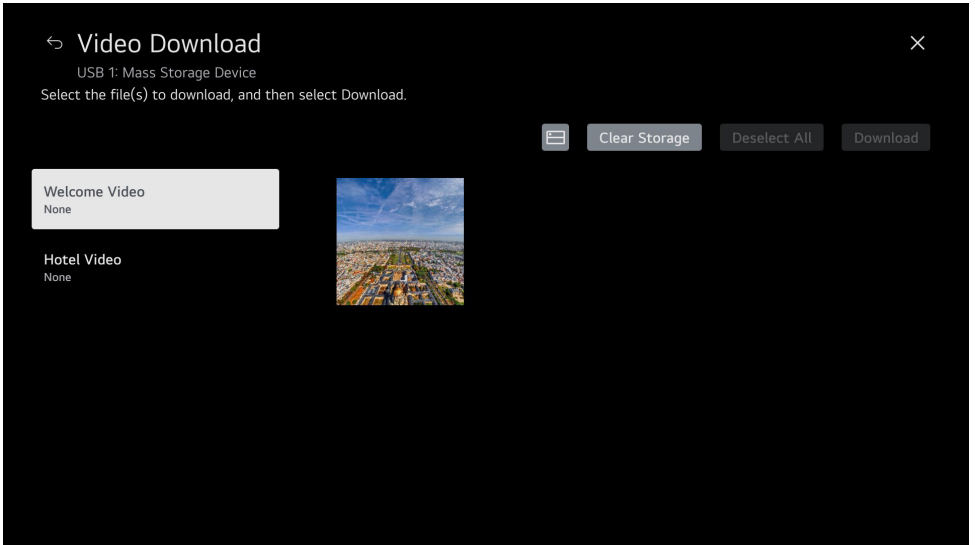 Video Download
USB 1: Mass Storage Device
Select the file(s) to download, and then select Download.
Clear Storage
Deselect All
Download
Welcome Video
None
Hotel Video
None